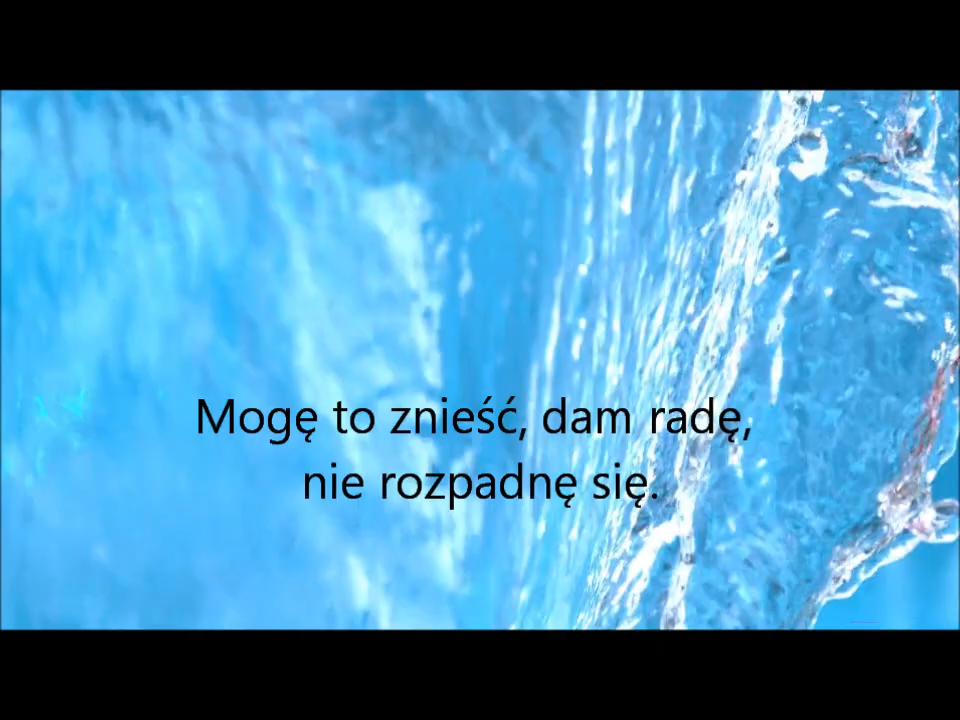 Mogę to znieść, dam radę,
nie rozpadnę się.